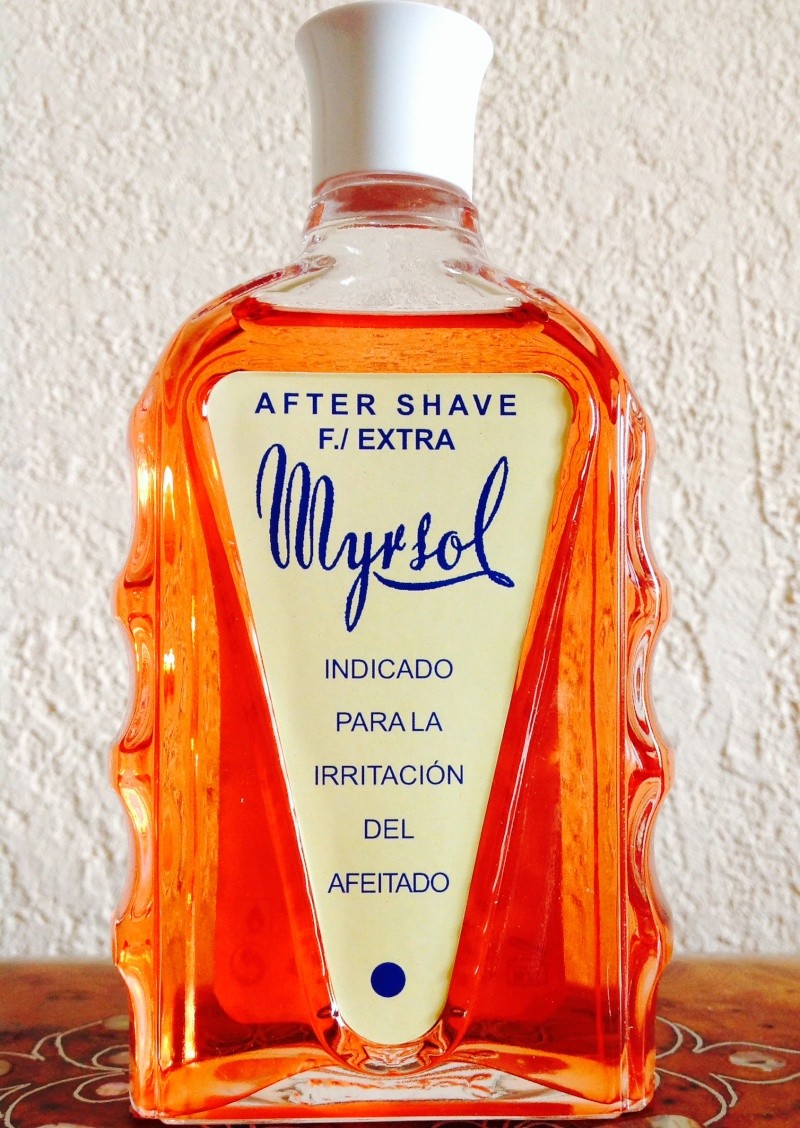 AFTER SHAVE
F./ EXTRA
Myrsol
INDICADO
PARA LA
IRRITACIÓN
DEL
AFEITADO